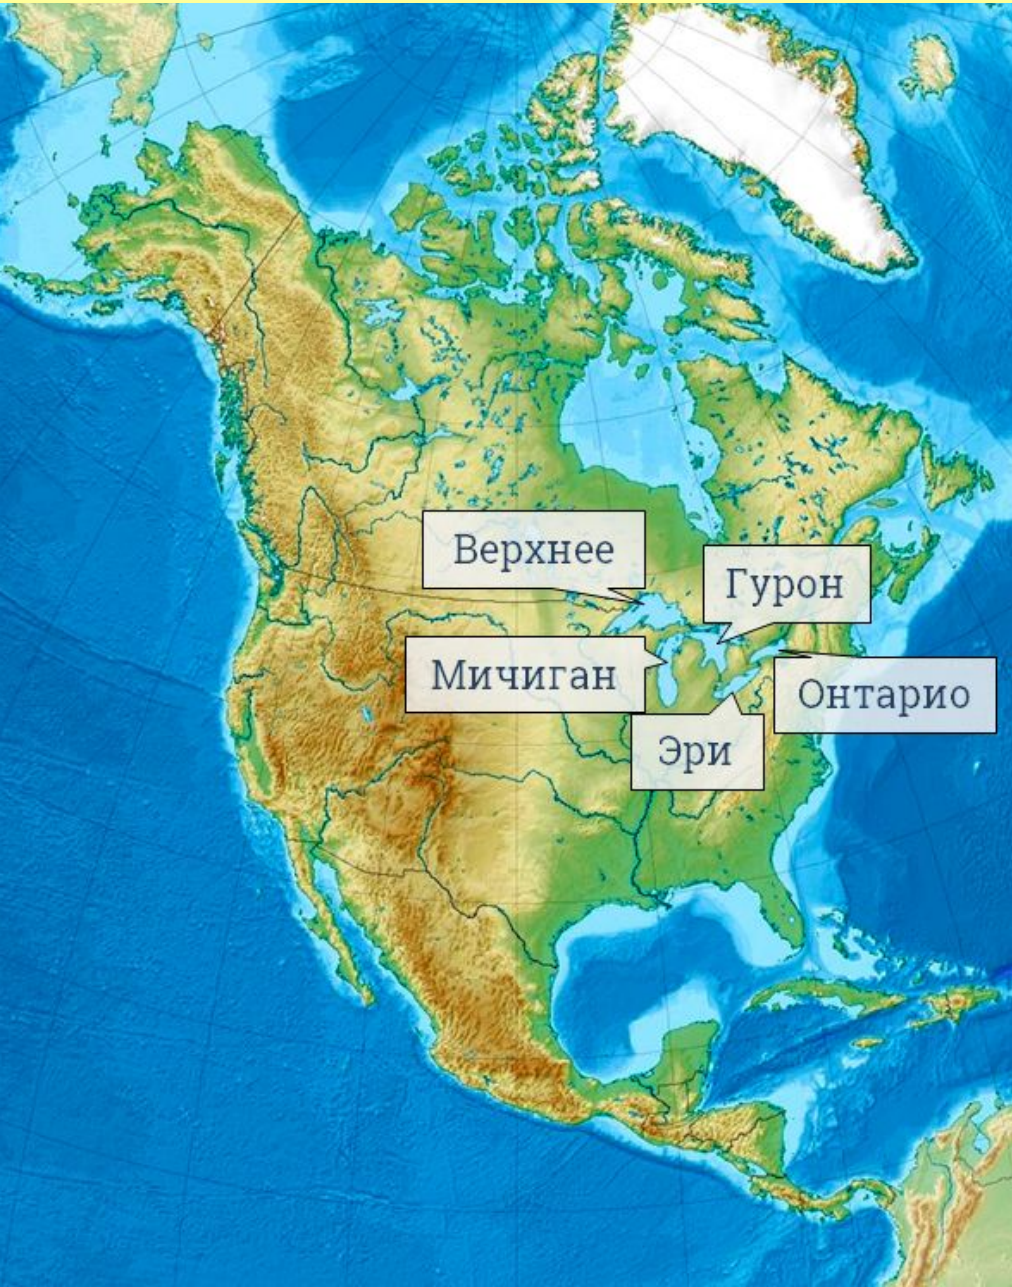 Верхнее
Гурон
Мичиган
Онтарио
Эри